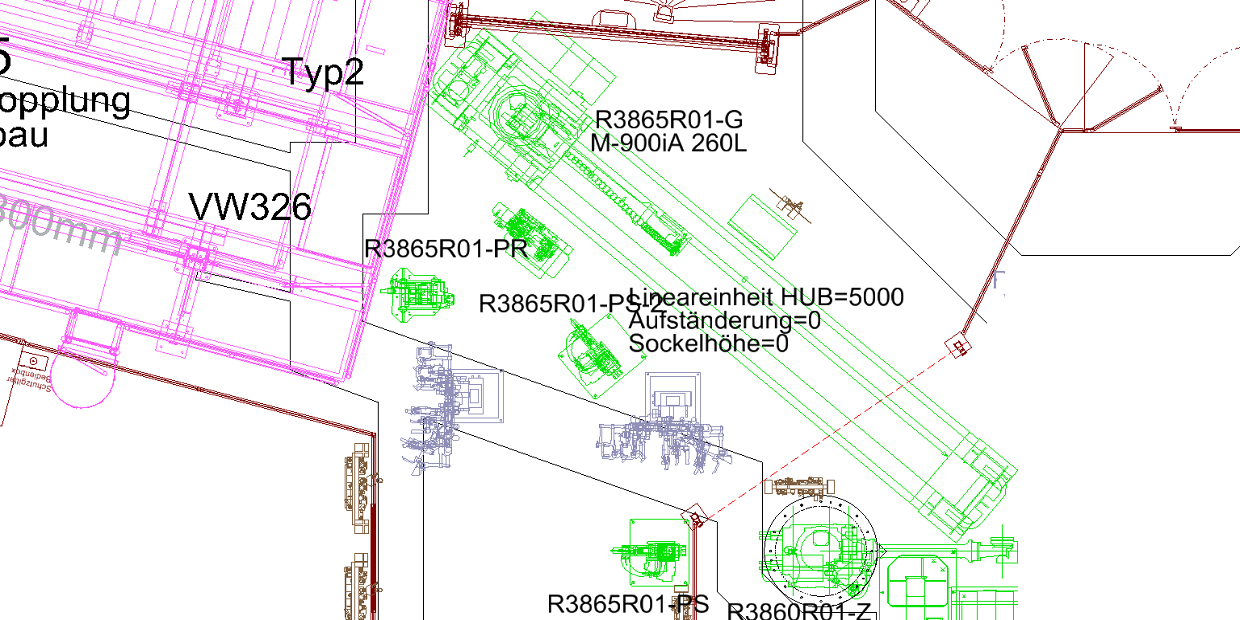 5
Typ2
opplung
bau
R3865R01-G
M-900iA 260L
VW326
300mm
R3865R01-PR
R3865R01-PS-2
Lineareinheit HUB=5000
Aufständerung=0
Sockelhöhe=0
Schutzgitter
Bedienbox
R3865R01-PS
R3860R01-Z